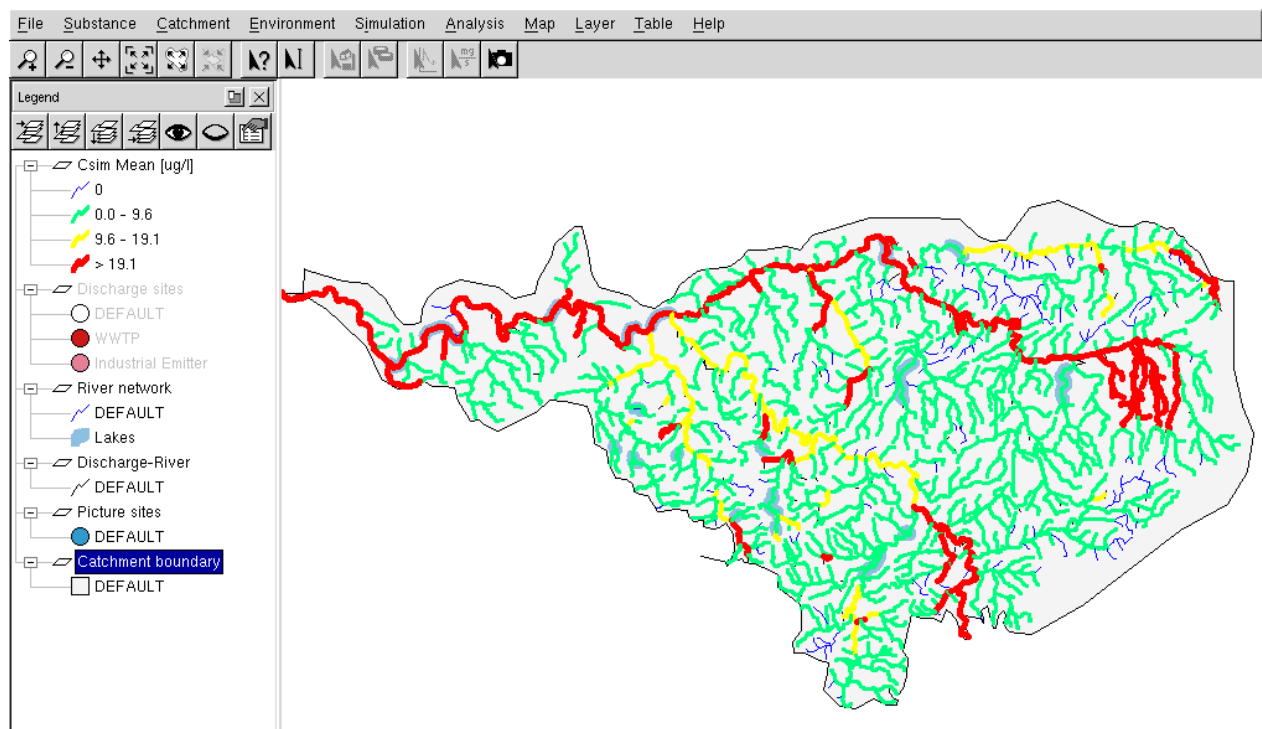 File Substance Catchment Environment Simulation Analysis Map Layer Table Help
? mg s
Legend
Csim Mean [ug/l]
0
0.0 - 9.6
9.6 - 19.1
> 19.1
Discharge sites
DEFAULT
WWTP
Industrial Emitter
River network
DEFAULT
Lakes
Discharge-River
DEFAULT
Picture sites
DEFAULT
Catchment boundary
DEFAULT